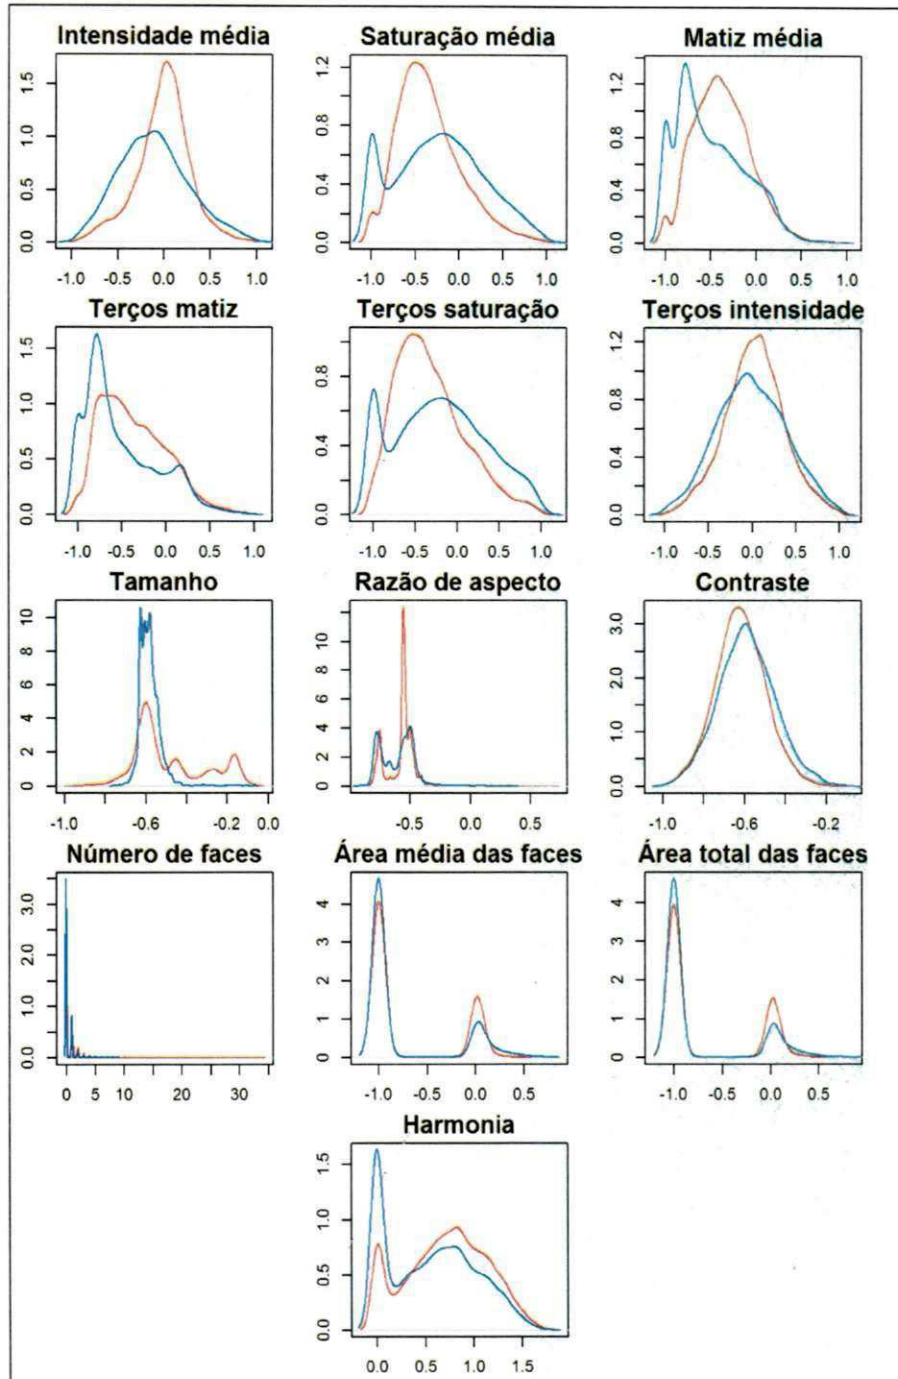 Intensidade média Saturação média Matiz média
0.0 0.5 1.0 1.5
-1.0 -0.5 0.0 0.5 1.0
0.0 0.4 0.8 1.2
-1.0 -0.5 0.0 0.5 1.0
0.0 0.4 0.8 1.2
-1.0 -0.5 0.0 0.5 1.0
Terços matiz Terços saturação Terços intensidade
0.0 0.5 1.0 1.5
-1.0 -0.5 0.0 0.5 1.0
0.0 0.4 0.8
-1.0 -0.5 0.0 0.5 1.0
0.0 0.4 0.8 1.2
-1.0 -0.5 0.0 0.5 1.0
Tamanho Razão de aspecto Contraste
0 2 4 6 8 10
-1.0 -0.6 -0.2 0.0
0 2 4 6 8 10
-0.5 0.0 0.5
0.0 1.0 2.0 3.0
-1.0 -0.6 -0.2
Número de faces Área média das faces Área total das faces
0.0 1.0 2.0 3.0
0 5 10 20 30
0 1 2 3 4
-1.0 -0.5 0.0 0.5
0 1 2 3 4
-1.0 -0.5 0.0 0.5
Harmonia
0.0 0.5 1.0 1.5
0.0 0.5 1.0 1.5